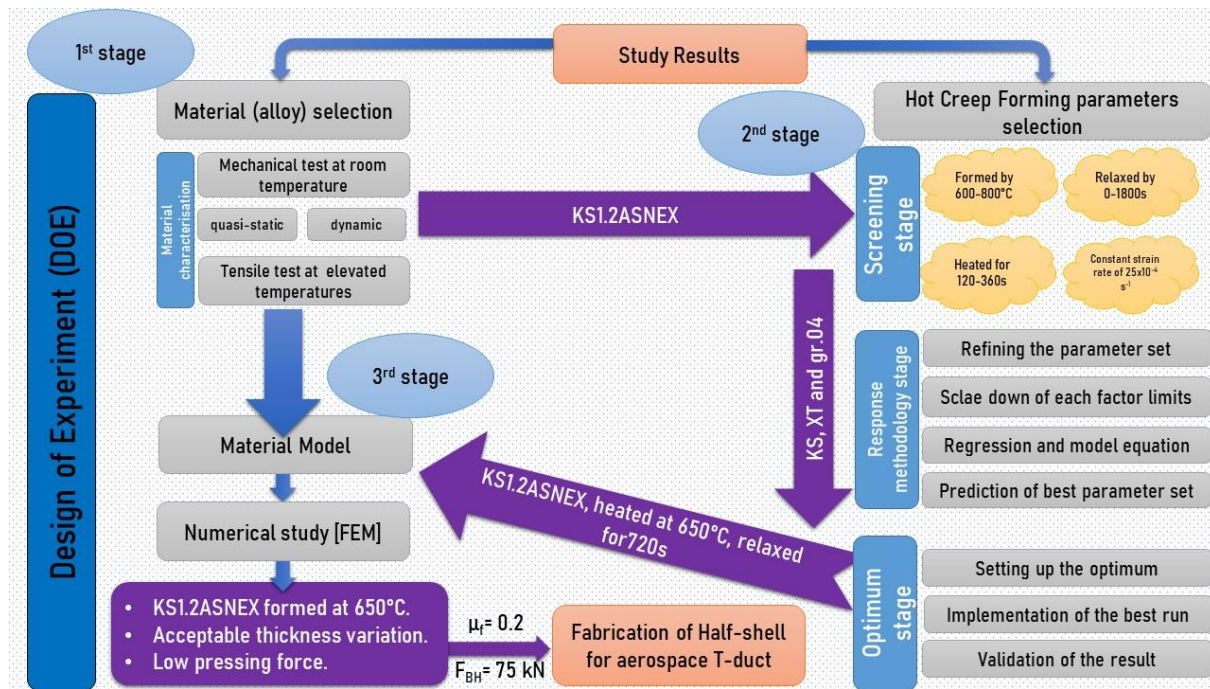 1st stage
Study Results
Design of Experiment (DOE)
Material (alloy) selection
Material
characterisation
Mechanical test at room
temperature
quasi-static
dynamic
Tensile test at elevated
temperatures
KS1.2ASNEX
2nd stage
Hot Creep Forming parameters
selection
Screening
stage
Formed by
600-800°C
Relaxed by
0-1800s
Heated for
120-360s
Constant strain
rate of 25x10-4
s-1
KS, XT and gr.04
Response
methodology stage
Refining the parameter set
Sclae down of each factor limits
Regression and model equation
Prediction of best parameter set
Optimum
stage
Setting up the optimum
Implementation of the best run
Validation of the result
KS1.2ASNEX, heated at 650°C, relaxed
for720s
3rd stage
Material Model
Numerical study [FEM]
• KS1.2ASNEX formed at 650°C.
• Acceptable thickness variation.
• Low pressing force.
μf= 0.2
FBH= 75 kN
Fabrication of Half-shell
for aerospace T-duct